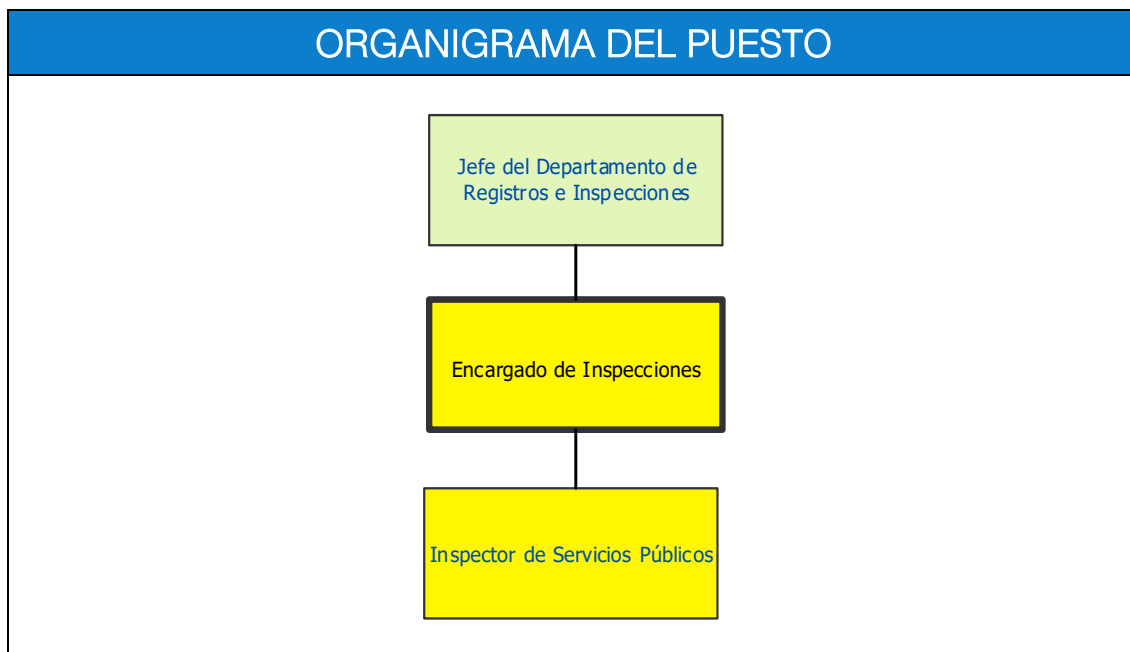 ORGANIGRAMA DEL PUESTO
Jefe del Departamento de
Registros e Inspecciones
Encargado de Inspecciones
Inspector de Servicios Públicos